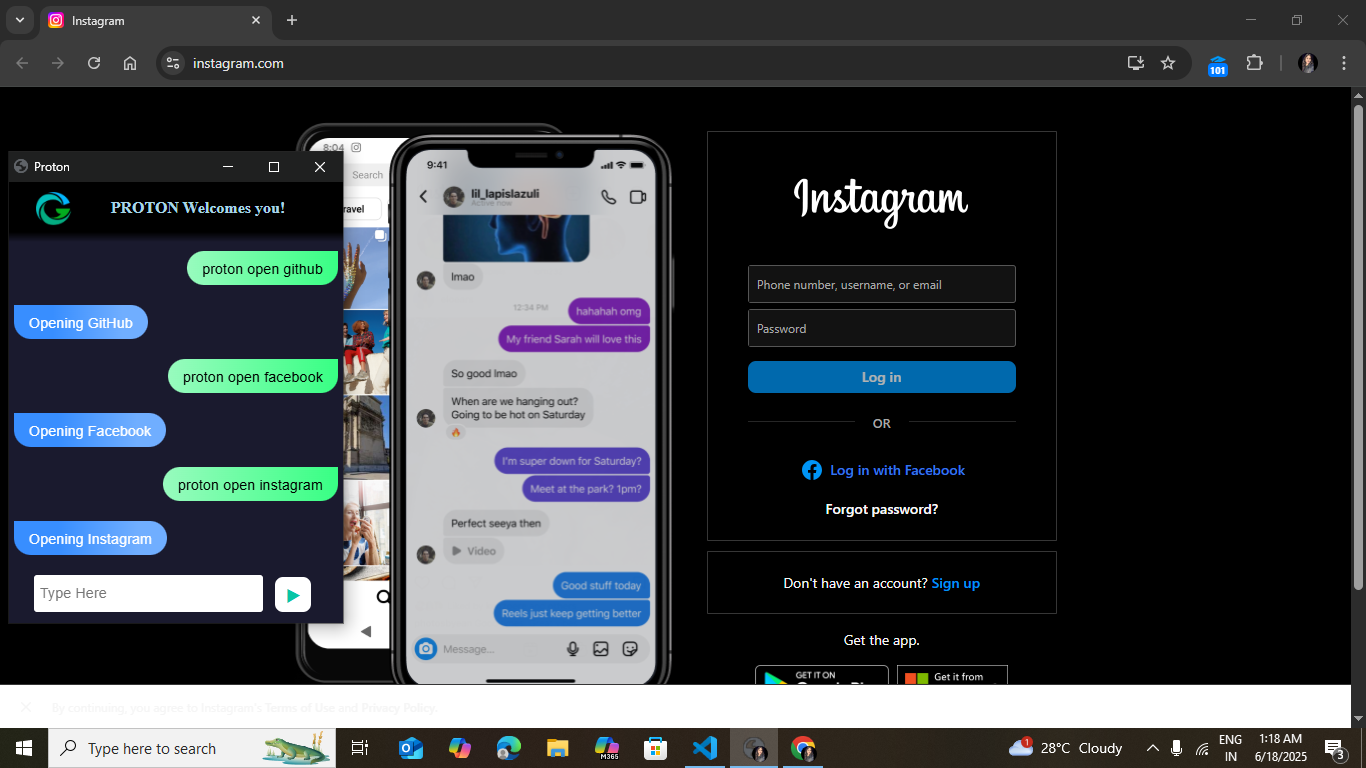 Instagram
instagram.com
101
Proton
PROTON Welcomes you!
proton open github
Opening GitHub
proton open facebook
Opening Facebook
proton open instagram
Opening Instagram
Type Here
8:04
Search
ravel
9:41
lil_lapislazuli
Active now
lmao
12:34 PM
hahahah omg
My friend Sarah will love this
So good lmao
When are we hanging out?
Going to be hot on Saturday
I'm super down for Saturday?
Meet at the park? 1pm?
Perfect seeya then
Video
Good stuff today
Reels just keep getting better
Message...
Instagram
Phone number, username, or email
Password
Log in
OR
Log in with Facebook
Forgot password?
Don't have an account? Sign up
Get the app.
GET IT ON
Get it from
By continuing, you agree to Instagram's Terms of Use and Privacy Policy.
Type here to search
M365
1
28°C Cloudy
ENG
IN
1:18 AM
6/18/2025
3